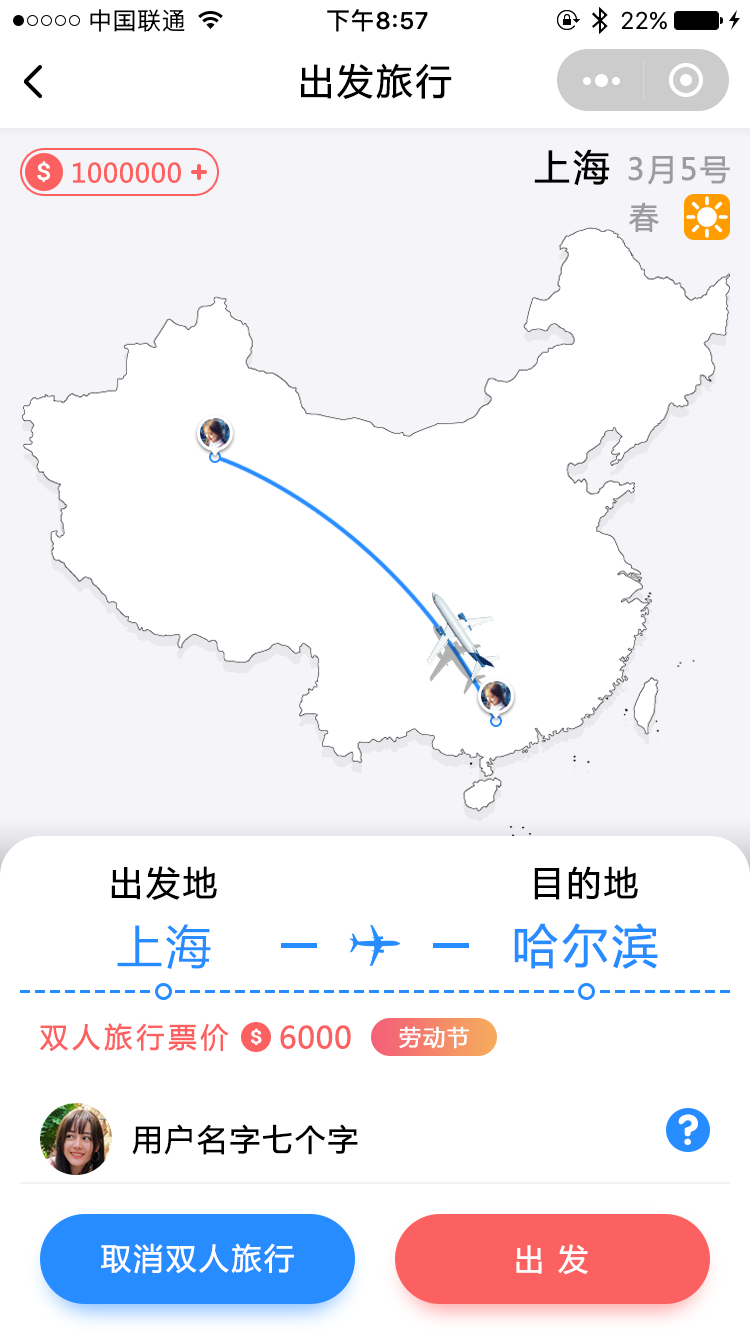 中国联通 下午8:57 22%
出发旅行
$ 1000000 +
上海 3月5号
春
出发地 目的地
上海 哈尔滨
双人旅行票价 $ 6000 劳动节
用户名字七个字 ?
取消双人旅行 出 发